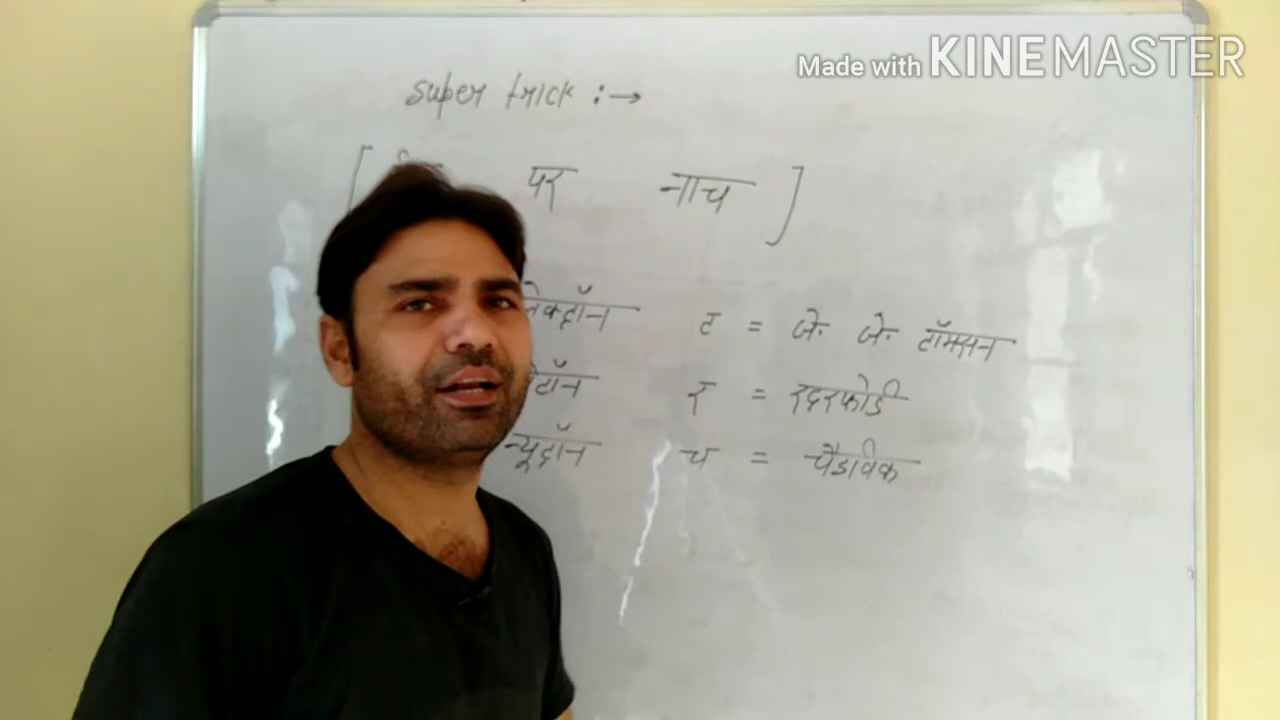 Made with KINEMASTER
super trick :→
[ पर नाच ]
ट = जे. जे. टॉमसन
र = रदरफोर्ड
न्यूट्रॉन च = चैडविक